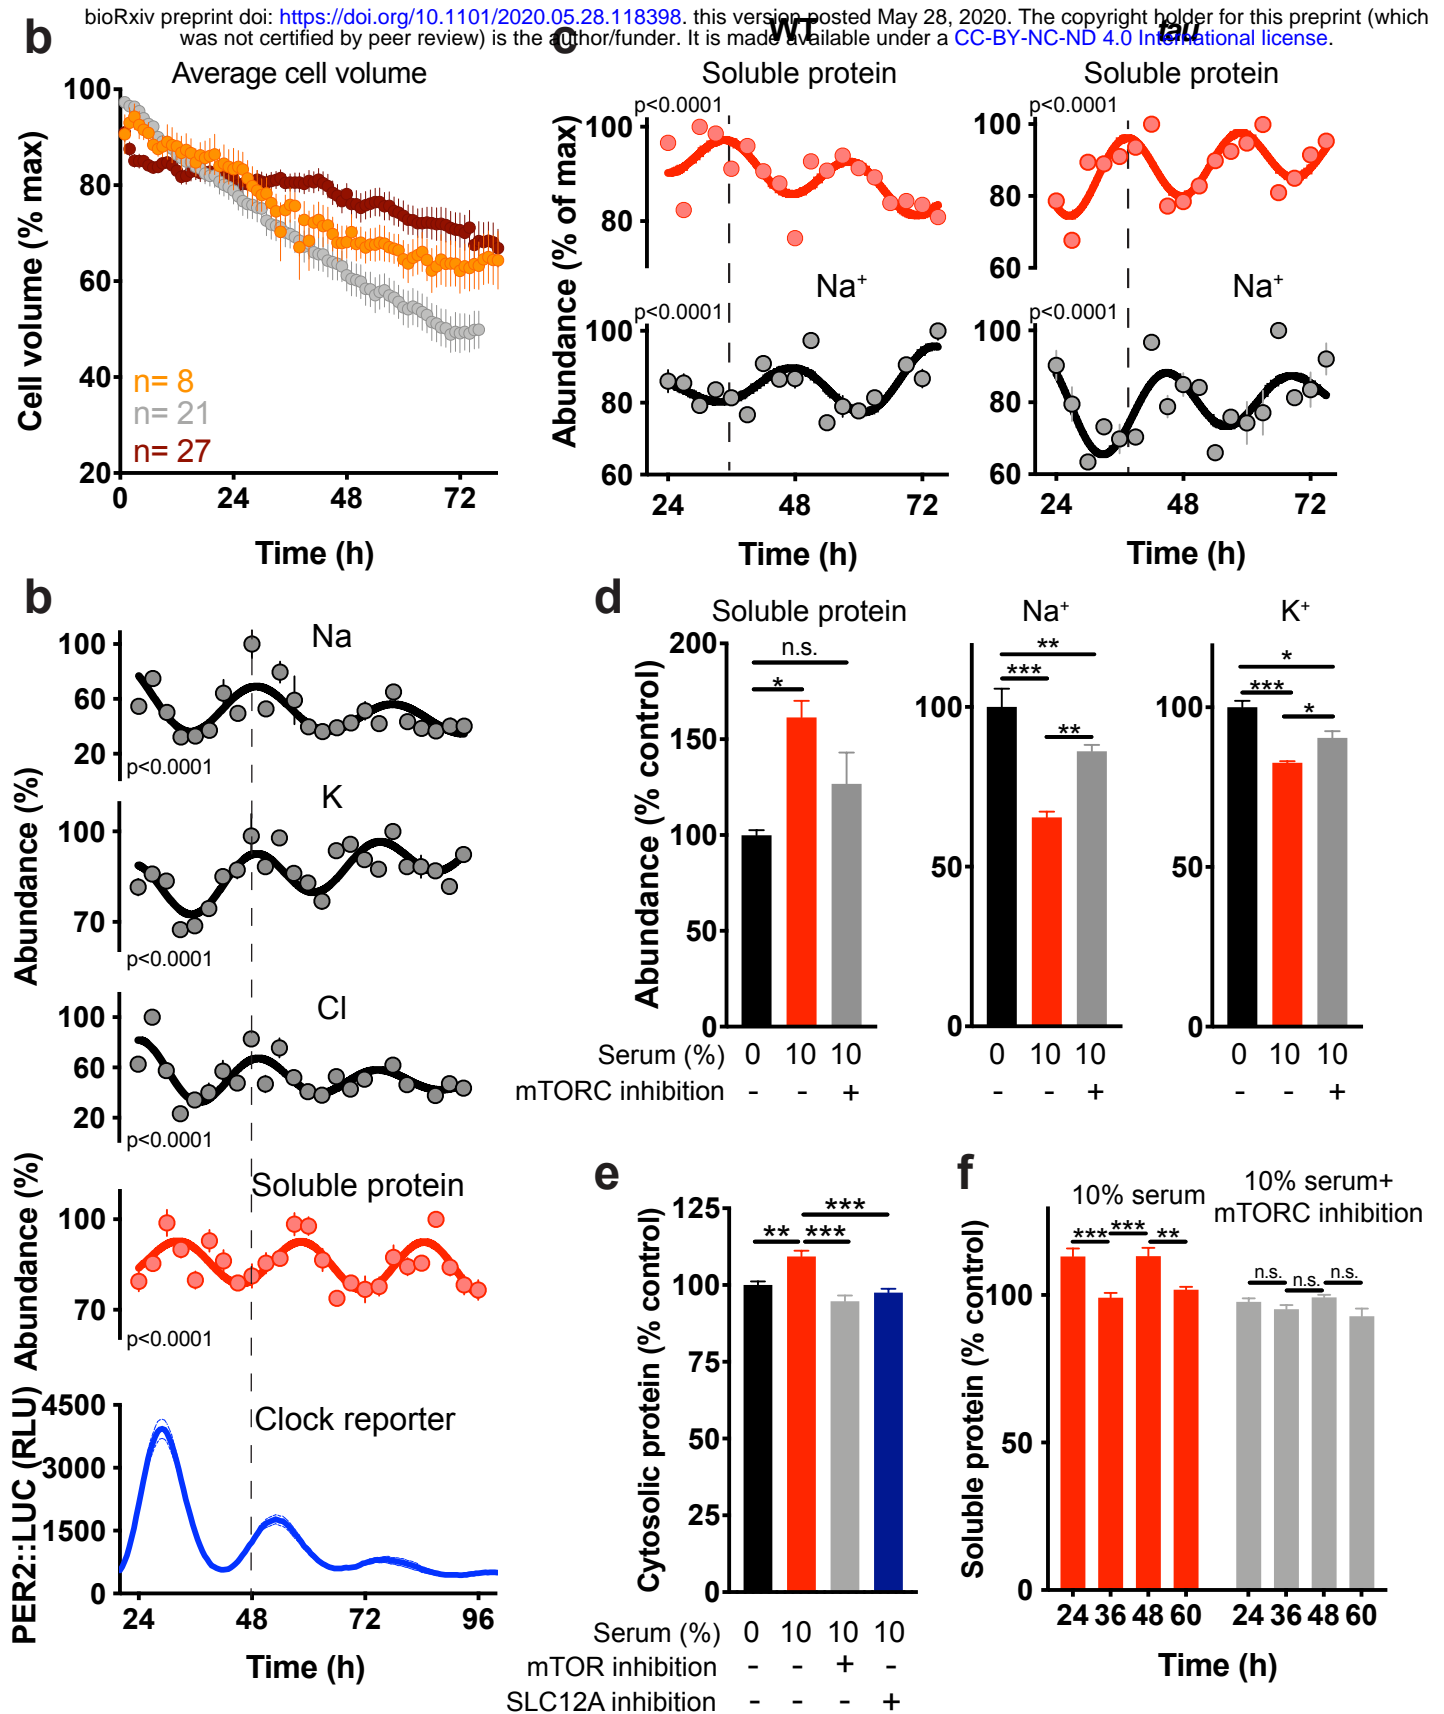 bioRxiv preprint doi: https://doi.org/10.1101/2020.05.28.118398. this version posted May 28, 2020. The copyright holder for this preprint (which
was not certified by peer review) is the author/funder. It is made available under a CC-BY-NC-ND 4.0 International license.
b
Average cell volume
Cell volume (% max)
100
80
60
40
20
n= 8
n= 21
n= 27
0 24 48 72
Time (h)
c
WT
tau
Soluble protein
Soluble protein
Abundance (% of max)
p<0.0001
100
80
p<0.0001
100
80
60
Na+
Na+
p<0.0001
100
80
60
p<0.0001
100
80
60
24 48 72
24 48 72
Time (h)
Time (h)
b
Abundance (%)
Na
100
60
20
p<0.0001
K
100
70
p<0.0001
Cl
100
60
20
p<0.0001
Abundance (%)
Soluble protein
100
70
p<0.0001
PER2::LUC (RLU)
Clock reporter
4500
3000
1500
0
24 48 72 96
Time (h)
d
Soluble protein
Na+
K+
Abundance (% control)
200
150
100
50
0
n.s.
*
100
50
0
**
***
**
100
50
0
*
***
*
Serum (%) 0 10 10 0 10 10 0 10 10
mTORC inhibition - - + - - + - - +
e
Cytosolic protein (% control)
125
100
75
50
25
0
***
** ***
Serum (%) 0 10 10 10
mTOR inhibition - - + -
SLC12A inhibition - - - +
f
10% serum
10% serum+
mTORC inhibition
Soluble protein (% control)
100
50
0
*** *** **
n.s. n.s. n.s.
24 36 48 60 24 36 48 60
Time (h)